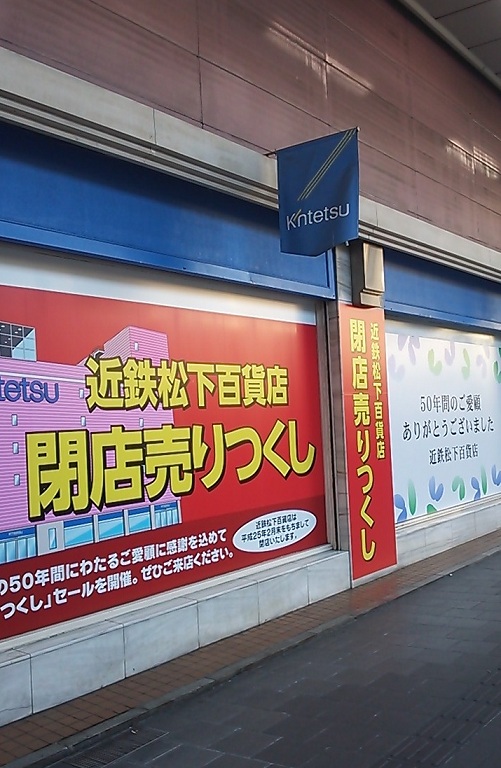 Kintetsu
tetsu
近鉄松下百貨店
閉店売りつくし
の50年間にわたるご愛顧に感謝を込めて
つくし」セールを開催。ぜひご来店ください。
近鉄松下百貨店は
平成25年2月末をもちまして
閉店いたします。
近鉄松下百貨店
閉店売りつくし
50年間のご愛顧
ありがとうございました
近鉄松下百貨店